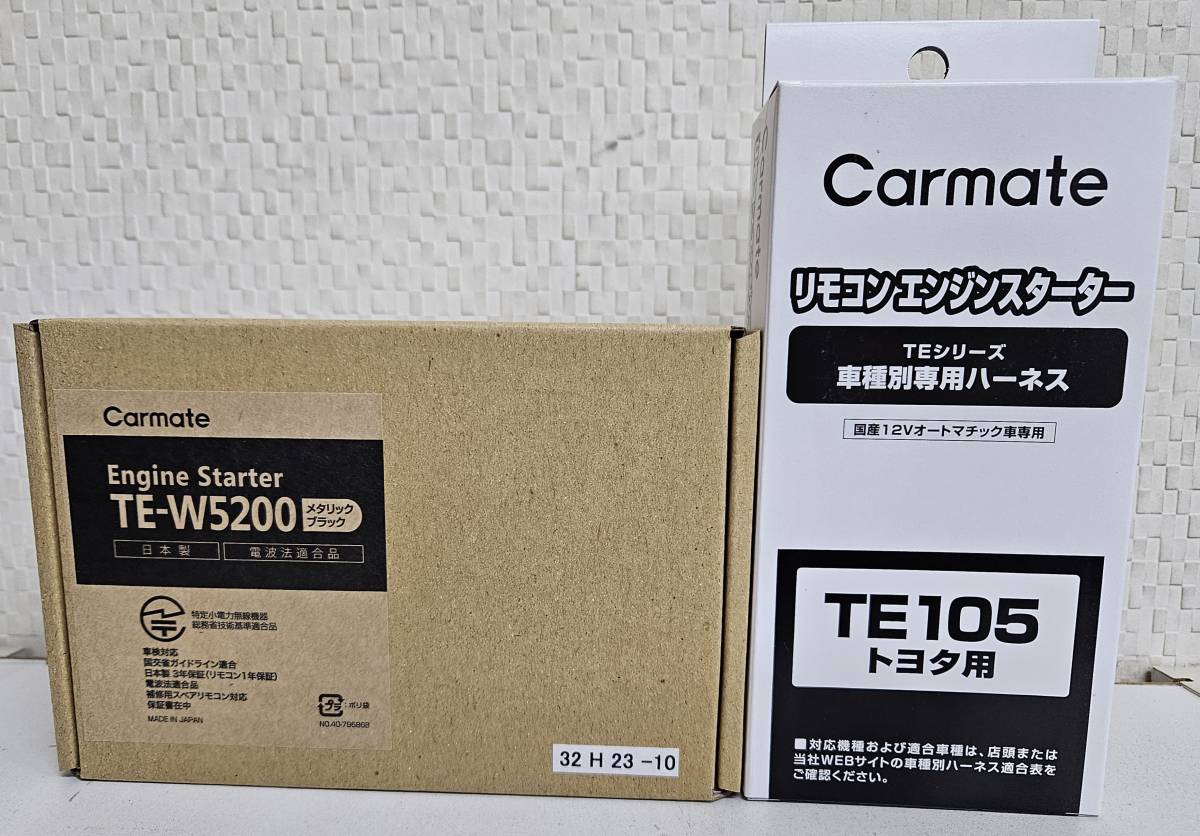 Carmate
Engine Starter
TE-W5200
メタリック
ブラック
日本製
電波法適合品
特定小電力無線機器
総務省技術基準適合品
車検対応
国交省ガイドライン適合
日本製 3年保証(リモコン1年保証)
電波法適合品
補修用スペアリモコン対応
保証書在中
MADE IN JAPAN
プラ
:ポリ袋
32 H 23 -10
Carmate
Carmate
リモコンエンジンスターター
TEシリーズ
車種別専用ハーネス
国産12Vオートマチック車専用
TE105
トヨタ用
■対応機種および適合車種は、店頭または
当社WEBサイトの車種別ハーネス適合表を
ご確認ください。